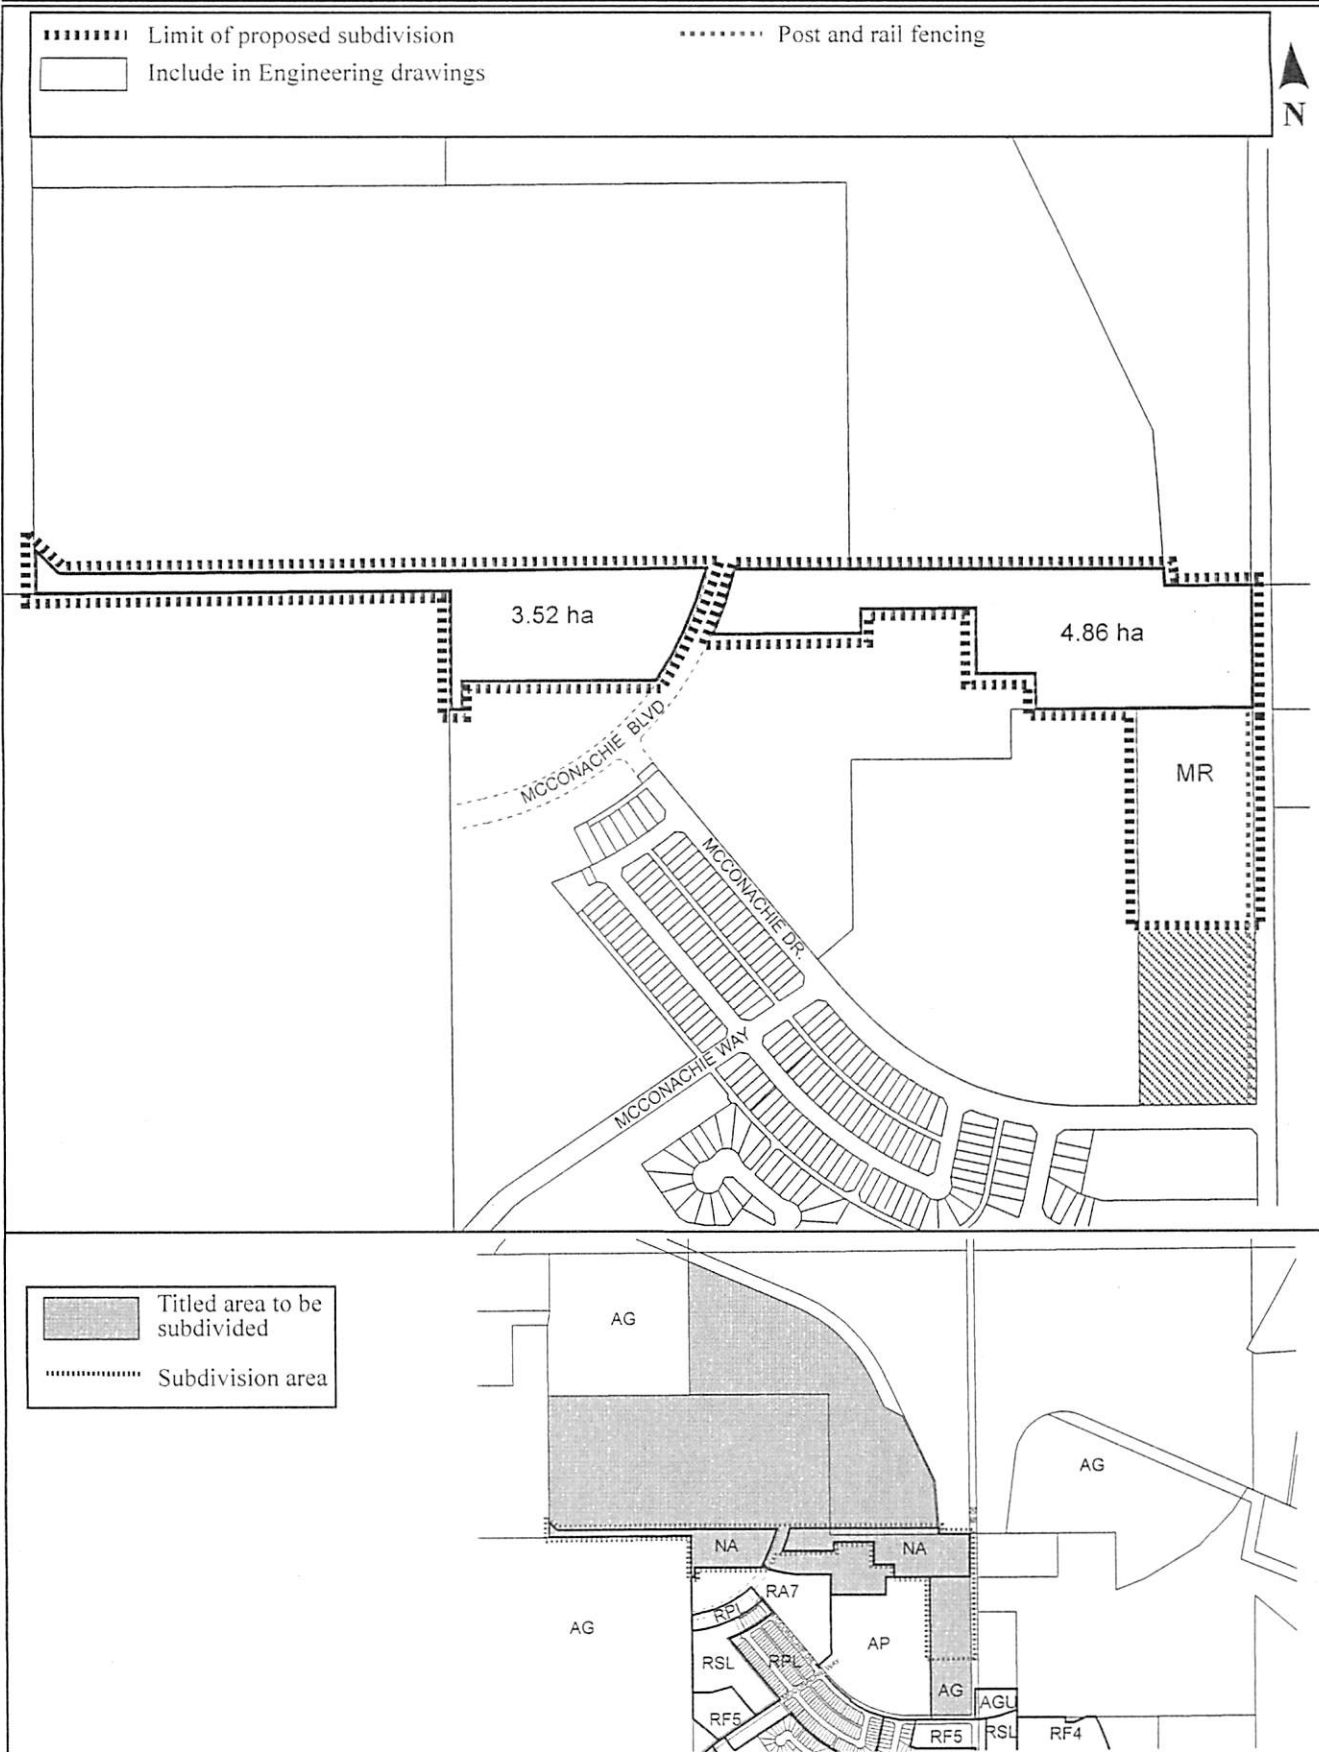 Limit of proposed subdivision
Post and rail fencing
Include in Engineering drawings
N
3.52 ha
4.86 ha
MCCONACHIE BLVD
MR
MCCONACHIE DR.
MCCONACHIE WAY
Titled area to be
subdivided
Subdivision area
AG
AG
NA
NA
RA7
RPL
AG
AP
RSL
RPL
AG
AGU
RF5
RF5
RSL
RF4